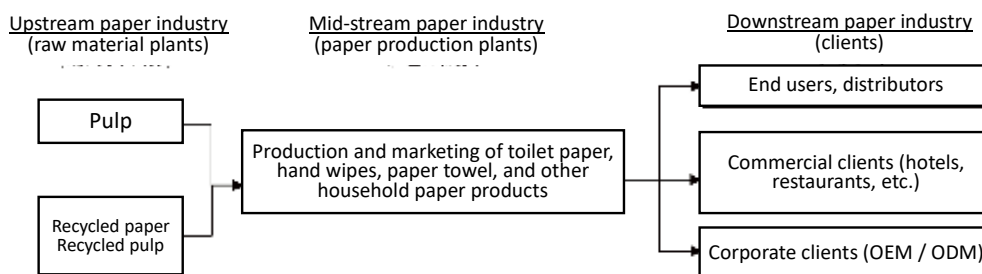 Upstream paper industry
(raw material plants)
Mid-stream paper industry
(paper production plants)
Downstream paper industry
(clients)
Pulp
Recycled paper
Recycled pulp
Production and marketing of toilet paper,
hand wipes, paper towel, and other
household paper products
End users, distributors
Commercial clients (hotels,
restaurants, etc.)
Corporate clients (OEM / ODM)